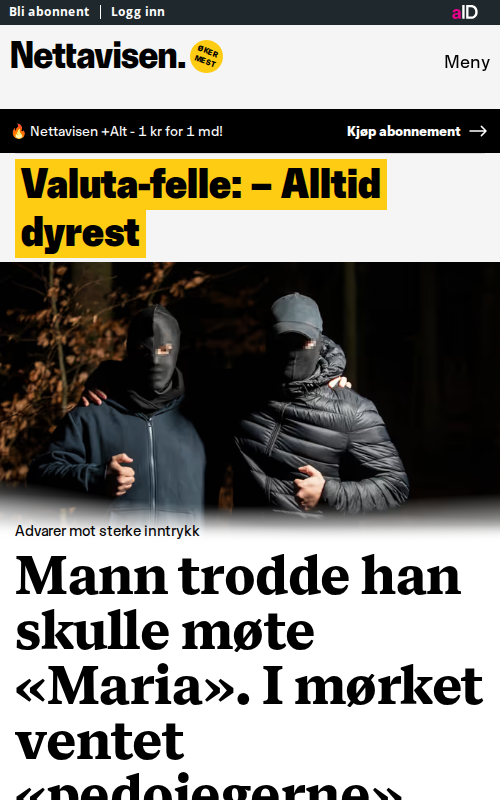 Bli abonnent
Logg inn
aID
Nettavisen.
ØKER
MEST
Meny
Nettavisen +Alt - 1 kr for 1 md!
Kjøp abonnement
Valuta-felle: – Alltid
dyrest
Advarer mot sterke inntrykk
Mann trodde han
skulle møte
«Maria». I mørket
ventet
«pedojegerne»